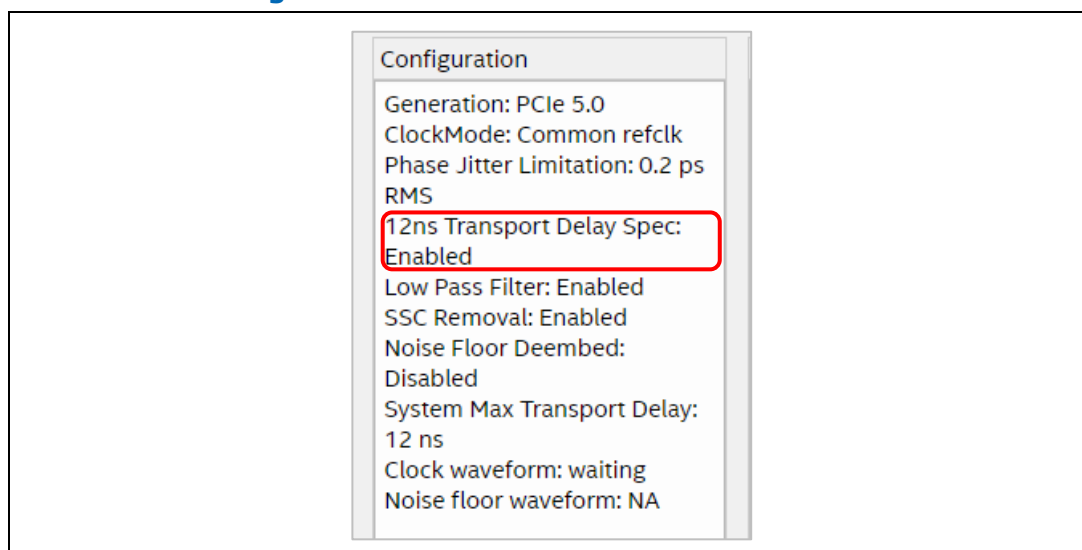 Configuration
Generation: PCIe 5.0
ClockMode: Common refclk
Phase Jitter Limitation: 0.2 ps
RMS
12ns Transport Delay Spec:
Enabled
Low Pass Filter: Enabled
SSC Removal: Enabled
Noise Floor Deembed:
Disabled
System Max Transport Delay:
12 ns
Clock waveform: waiting
Noise floor waveform: NA